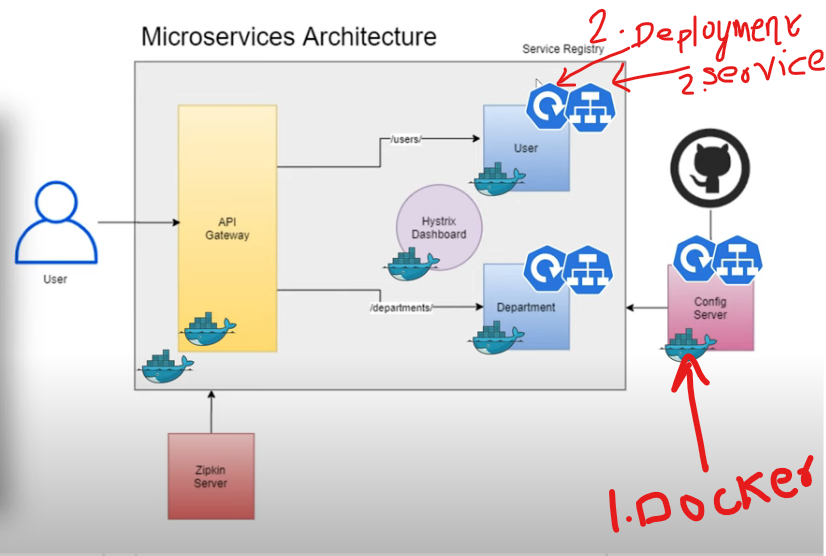 Microservices Architecture
2. Deployment
Service Registry
2. service
/users/
User
API
Gateway
Hystrix
Dashboard
User
/departments/
Department
Config
Server
Zipkin
Server
1. Docker